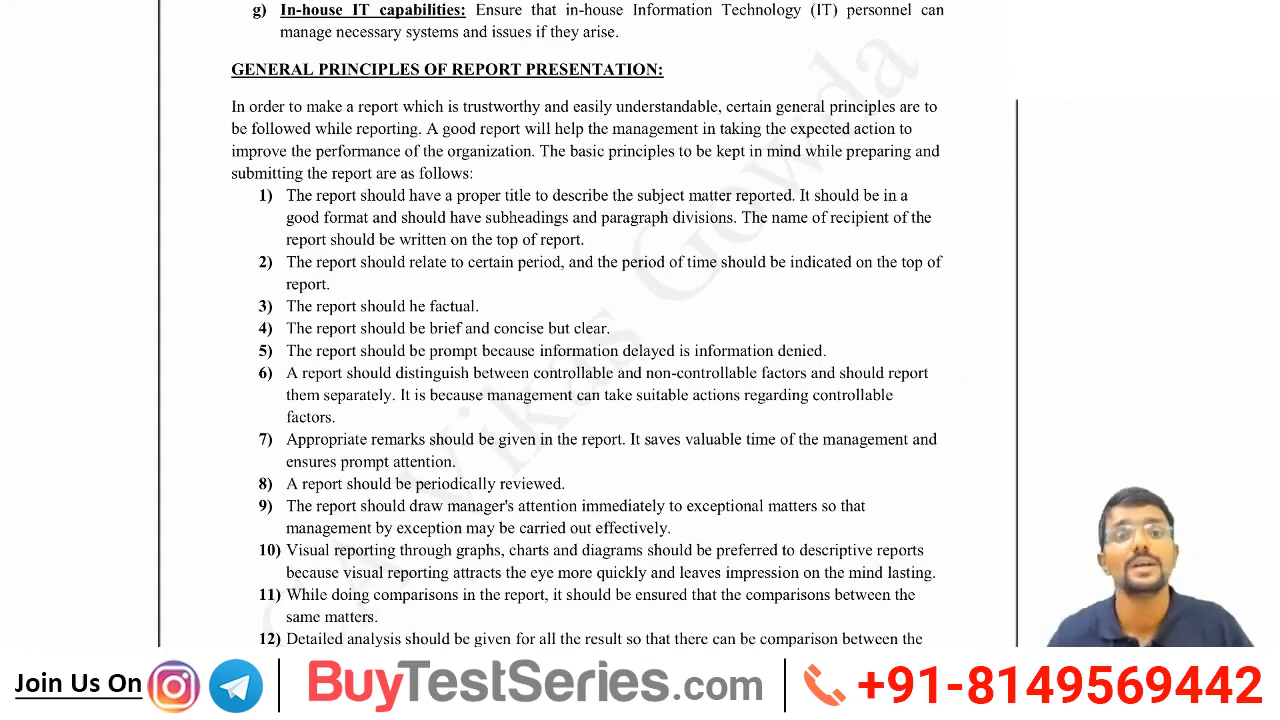 g) In-house IT capabilities: Ensure that in-house Information Technology (IT) personnel can
manage necessary systems and issues if they arise.
GENERAL PRINCIPLES OF REPORT PRESENTATION:
In order to make a report which is trustworthy and easily understandable, certain general principles are to
be followed while reporting. A good report will help the management in taking the expected action to
improve the performance of the organization. The basic principles to be kept in mind while preparing and
submitting the report are as follows:
1) The report should have a proper title to describe the subject matter reported. It should be in a
good format and should have subheadings and paragraph divisions. The name of recipient of the
report should be written on the top of report.
2) The report should relate to certain period, and the period of time should be indicated on the top of
report.
3) The report should he factual.
4) The report should be brief and concise but clear.
5) The report should be prompt because information delayed is information denied.
6) A report should distinguish between controllable and non-controllable factors and should report
them separately. It is because management can take suitable actions regarding controllable
factors.
7) Appropriate remarks should be given in the report. It saves valuable time of the management and
ensures prompt attention.
8) A report should be periodically reviewed.
9) The report should draw manager's attention immediately to exceptional matters so that
management by exception may be carried out effectively.
10) Visual reporting through graphs, charts and diagrams should be preferred to descriptive reports
because visual reporting attracts the eye more quickly and leaves impression on the mind lasting.
11) While doing comparisons in the report, it should be ensured that the comparisons between the
same matters.
12) Detailed analysis should be given for all the result so that there can be comparison between the
Vikas Gowda
Join Us On
BuyTestSeries.com
+91-8149569442